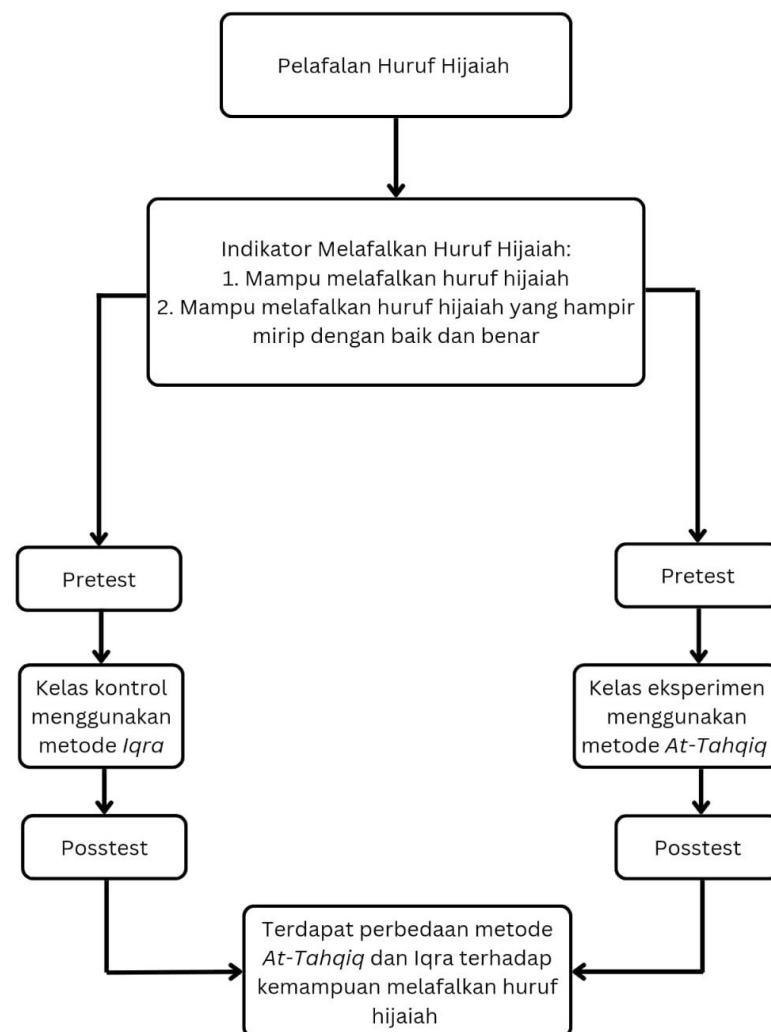 Pelafalan Huruf Hijaiah
Indikator Melafalkan Huruf Hijaiah:
1. Mampu melafalkan huruf hijaiah
2. Mampu melafalkan huruf hijaiah yang hampir
mirip dengan baik dan benar
Pretest
Kelas kontrol
menggunakan
metode Iqra
Posstest
Pretest
Kelas eksperimen
menggunakan
metode At-Tahqiq
Posstest
Terdapat perbedaan metode
At-Tahqiq dan Iqra terhadap
kemampuan melafalkan huruf
hijaiah